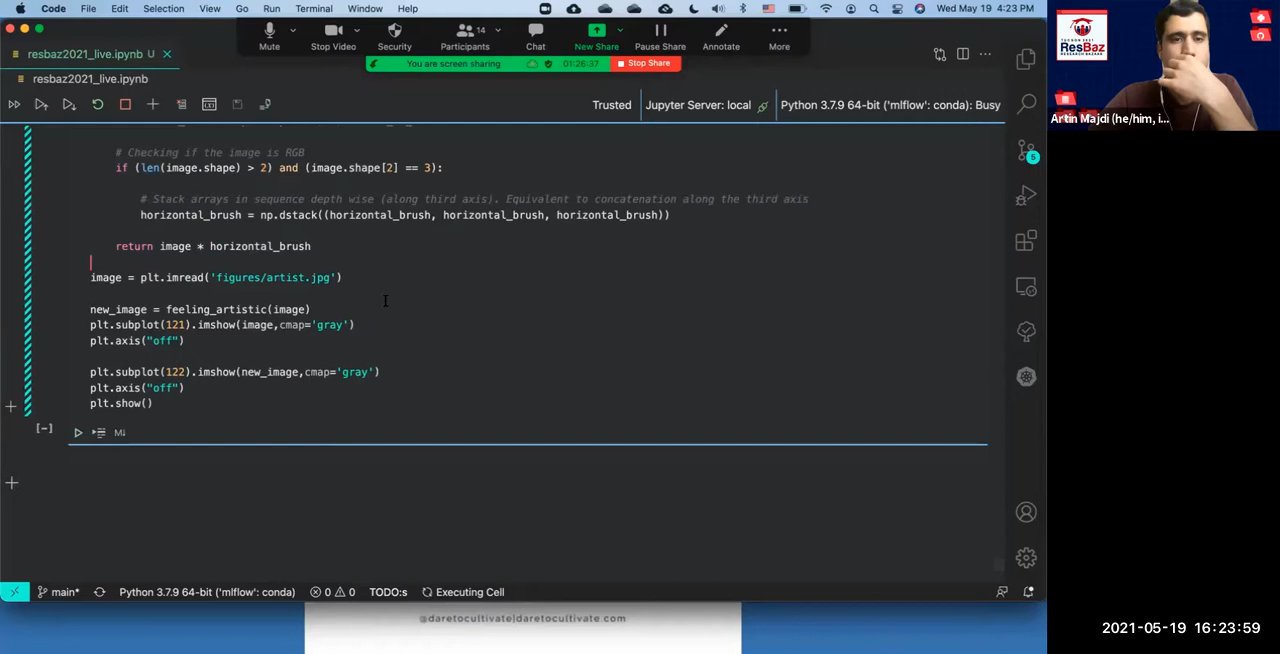 Code File Edit Selection View Go Run Terminal Window Help Wed May 19 4:23 PM
resbaz2021_live.ipynb U
Mute Stop Video Security Participants 14 Chat New Share Pause Share Annotate More
You are screen sharing 01:26:37 Stop Share
resbaz2021_live.ipynb
Trusted Jupyter Server: local Python 3.7.9 64-bit ('mlflow': conda): Busy
# Checking if the image is RGB
if (len(image.shape) > 2) and (image.shape[2] == 3):
# Stack arrays in sequence depth wise (along third axis). Equivalent to concatenation along the third axis
horizontal_brush = np.dstack((horizontal_brush, horizontal_brush, horizontal_brush))
return image * horizontal_brush
image = plt.imread('figures/artist.jpg')
new_image = feeling_artistic(image)
plt.subplot(121).imshow(image,cmap='gray')
plt.axis("off")
plt.subplot(122).imshow(new_image,cmap='gray')
plt.axis("off")
plt.show()
[-] M↓
main* Python 3.7.9 64-bit ('mlflow': conda) 0 0 TODO:s Executing Cell
@daretocultivate|daretocultivate.com
5
TUCSON 2021
ResBaz
RESEARCH BAZAAR
Artin Majdi (he/him, i...
2021-05-19 16:23:59